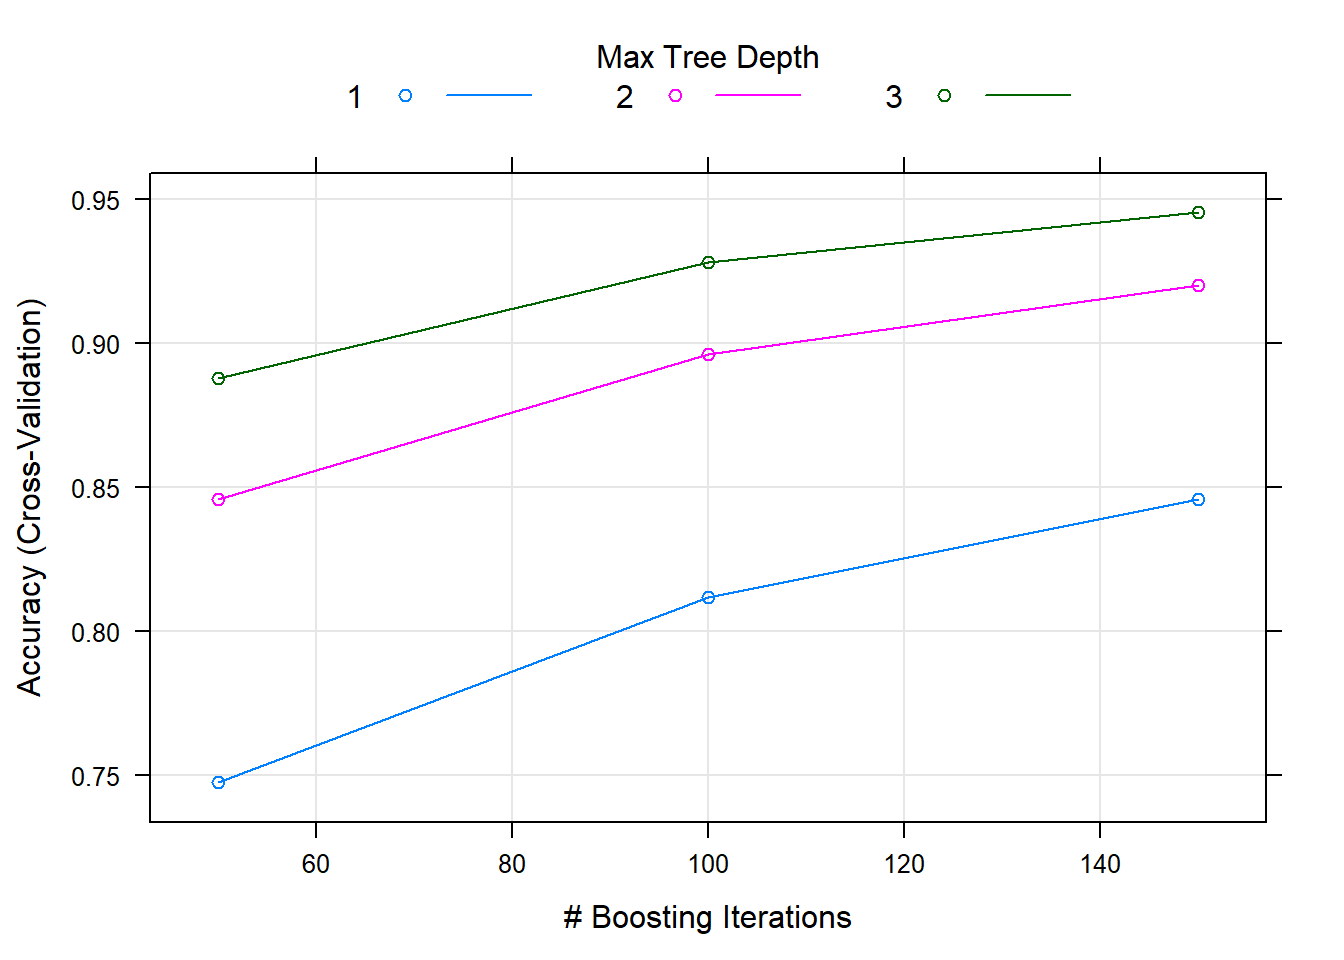 Max Tree Depth
1 2 3
0.95
0.90
0.85
0.80
0.75
Accuracy (Cross-Validation)
60 80 100 120 140
# Boosting Iterations